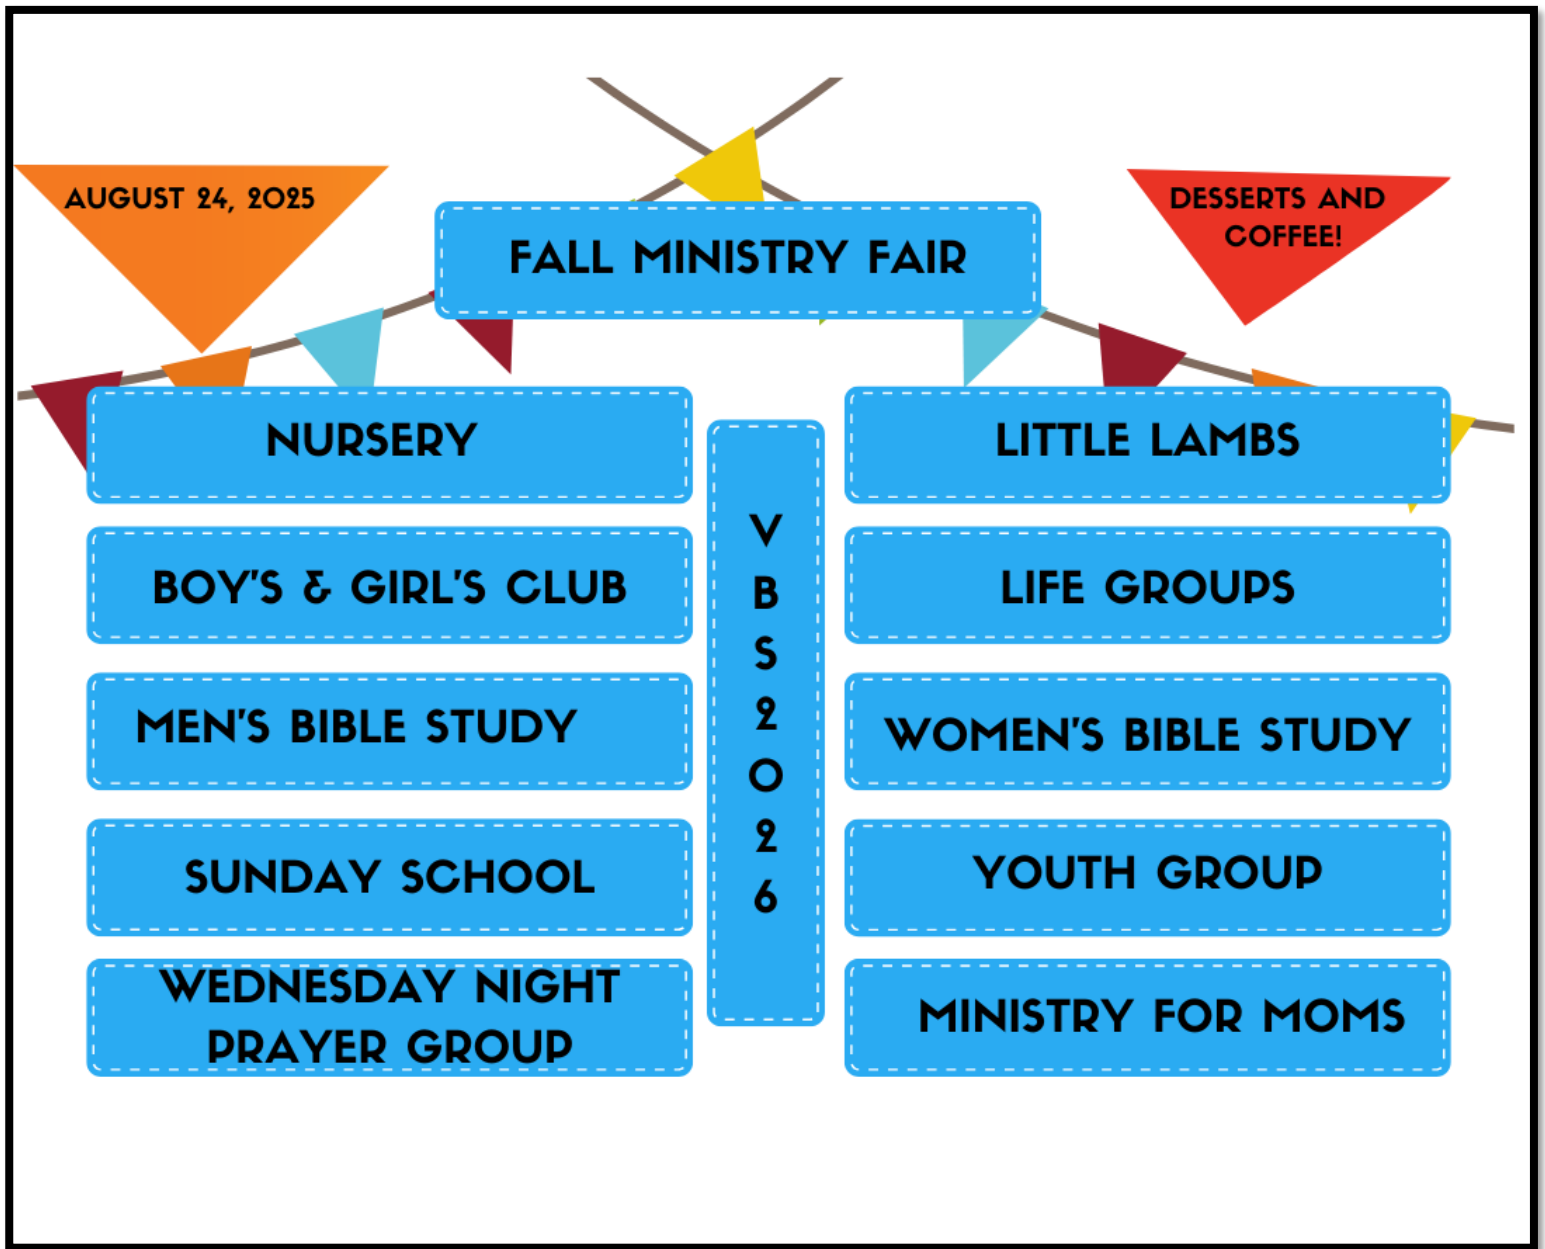 AUGUST 24, 2025
DESSERTS AND
COFFEE!
FALL MINISTRY FAIR
NURSERY
BOY'S & GIRL'S CLUB
MEN'S BIBLE STUDY
SUNDAY SCHOOL
WEDNESDAY NIGHT
PRAYER GROUP
V
B
S
2
0
2
6
LITTLE LAMBS
LIFE GROUPS
WOMEN'S BIBLE STUDY
YOUTH GROUP
MINISTRY FOR MOMS